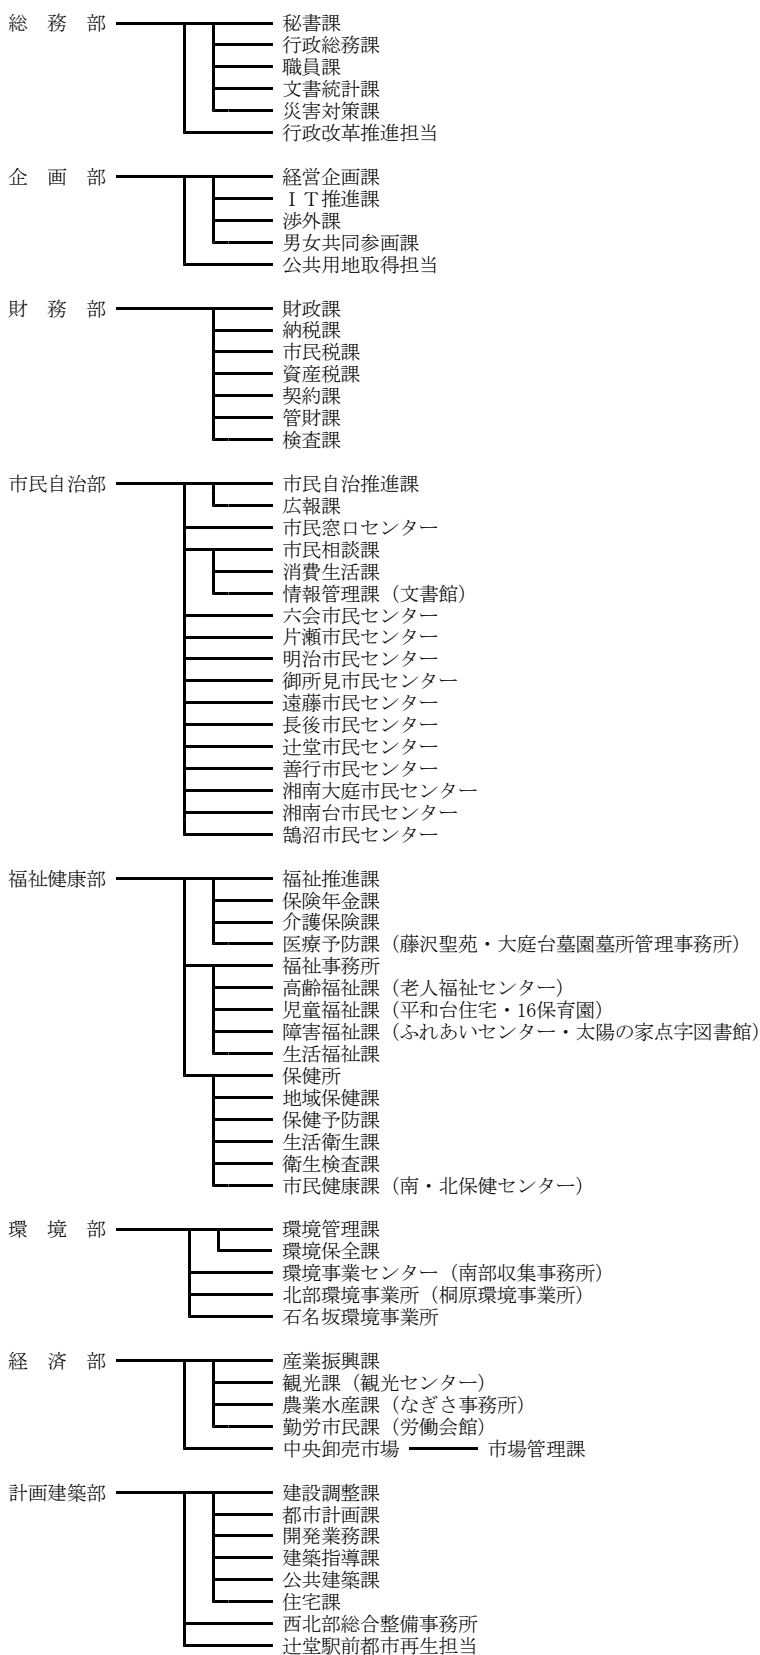 総　務　部　秘書課
行政総務課
職員課
文書統計課
災害対策課
行政改革推進担当
企　画　部　経営企画課
ＩＴ推進課
渉外課
男女共同参画課
公共用地取得担当
財　務　部　財政課
納税課
市民税課
資産税課
契約課
管財課
検査課
市民自治部　市民自治推進課
広報課
市民窓口センター
市民相談課
消費生活課
情報管理課（文書館）
六会市民センター
片瀬市民センター
明治市民センター
御所見市民センター
遠藤市民センター
長後市民センター
辻堂市民センター
善行市民センター
湘南大庭市民センター
湘南台市民センター
鵠沼市民センター
福祉健康部　福祉推進課
保険年金課
介護保険課
医療予防課（藤沢聖苑・大庭台墓園墓所管理事務所）
福祉事務所
高齢福祉課（老人福祉センター）
児童福祉課（平和台住宅・16保育園）
障害福祉課（ふれあいセンター・太陽の家点字図書館）
生活福祉課
保健所
地域保健課
保健予防課
生活衛生課
衛生検査課
市民健康課（南・北保健センター）
環　境　部　環境管理課
環境保全課
環境事業センター（南部収集事務所）
北部環境事業所（桐原環境事業所）
石名坂環境事業所
経　済　部　産業振興課
観光課（観光センター）
農業水産課（なぎさ事務所）
勤労市民課（労働会館）
中央卸売市場　市場管理課
計画建築部　建設調整課
都市計画課
開発業務課
建築指導課
公共建築課
住宅課
西北部総合整備事務所
辻堂駅前都市再生担当